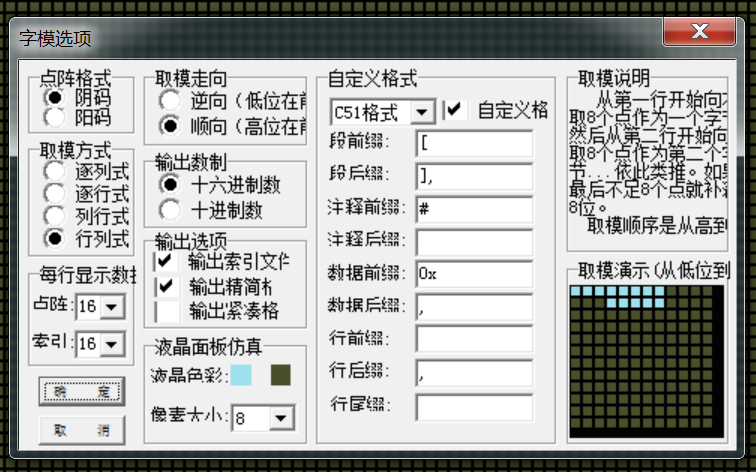 字模选项
点阵格式
阴码
阳码
取模方式
逐列式
逐行式
列行式
行列式
每行显示数据
点阵: 16
索引: 16
确 定
取 消
取模走向
逆向（低位在前
顺向（高位在前
输出数制
十六进制数
十进制数
输出选项
输出索引文件
输出精简格
输出紧凑格
液晶面板仿真
液晶色彩:
像素大小: 8
自定义格式
C51格式 自定义格
段前缀: [
段后缀: ],
注释前缀: #
注释后缀:
数据前缀: 0x
数据后缀: ,
行前缀:
行后缀: ,
行尾缀:
取模说明
从第一行开始向
取8个点作为一个字
然后从第二行开始向
取8个点作为第二个字
节...依此类推。如果
最后不足8个点就补
8位。
取模顺序是从高到
取模演示(从低位到